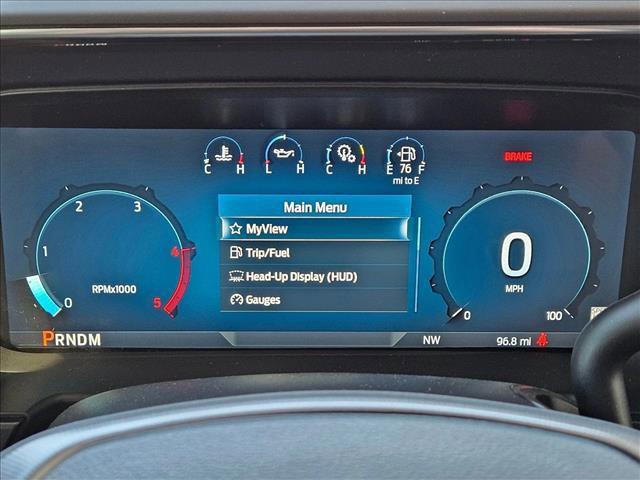 C H L H C H E 76 F
mi to E
BRAKE
Main Menu
MyView
Trip/Fuel
Head-Up Display (HUD)
Gauges
0 1 2 3 4 5
RPMx1000
0
MPH
0 100
PRNDM
NW
96.8 mi